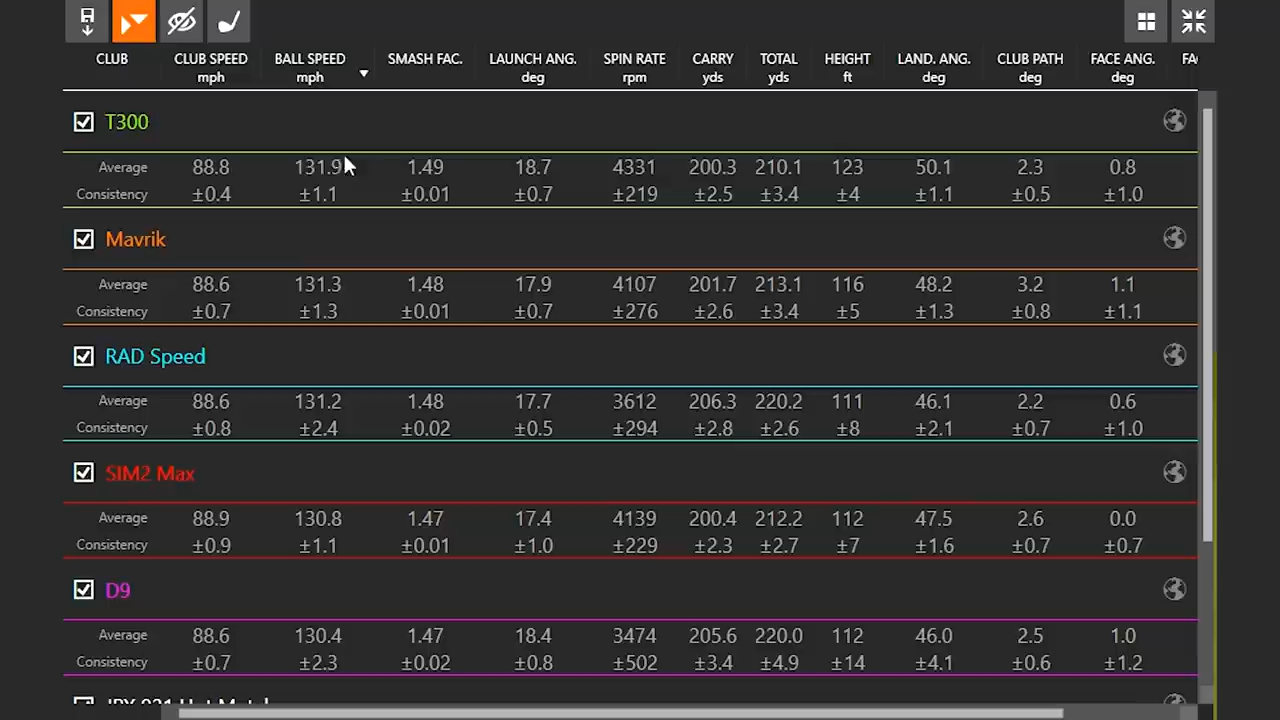 CLUB CLUB SPEED BALL SPEED SMASH FAC. LAUNCH ANG. SPIN RATE CARRY TOTAL HEIGHT LAND. ANG. CLUB PATH FACE ANG.
mph mph deg rpm yds yds ft deg deg deg
T300
Average 88.8 131.9 1.49 18.7 4331 200.3 210.1 123 50.1 2.3 0.8
Consistency ±0.4 ±1.1 ±0.01 ±0.7 ±219 ±2.5 ±3.4 ±4 ±1.1 ±0.5 ±1.0
Mavrik
Average 88.6 131.3 1.48 17.9 4107 201.7 213.1 116 48.2 3.2 1.1
Consistency ±0.7 ±1.3 ±0.01 ±0.7 ±276 ±2.6 ±3.4 ±5 ±1.3 ±0.8 ±1.1
RAD Speed
Average 88.6 131.2 1.48 17.7 3612 206.3 220.2 111 46.1 2.2 0.6
Consistency ±0.8 ±2.4 ±0.02 ±0.5 ±294 ±2.8 ±2.6 ±8 ±2.1 ±0.7 ±1.0
SIM2 Max
Average 88.9 130.8 1.47 17.4 4139 200.4 212.2 112 47.5 2.6 0.0
Consistency ±0.9 ±1.1 ±0.01 ±1.0 ±229 ±2.3 ±2.7 ±7 ±1.6 ±0.7 ±0.7
D9
Average 88.6 130.4 1.47 18.4 3474 205.6 220.0 112 46.0 2.5 1.0
Consistency ±0.7 ±2.3 ±0.02 ±0.8 ±502 ±3.4 ±4.9 ±14 ±4.1 ±0.6 ±1.2